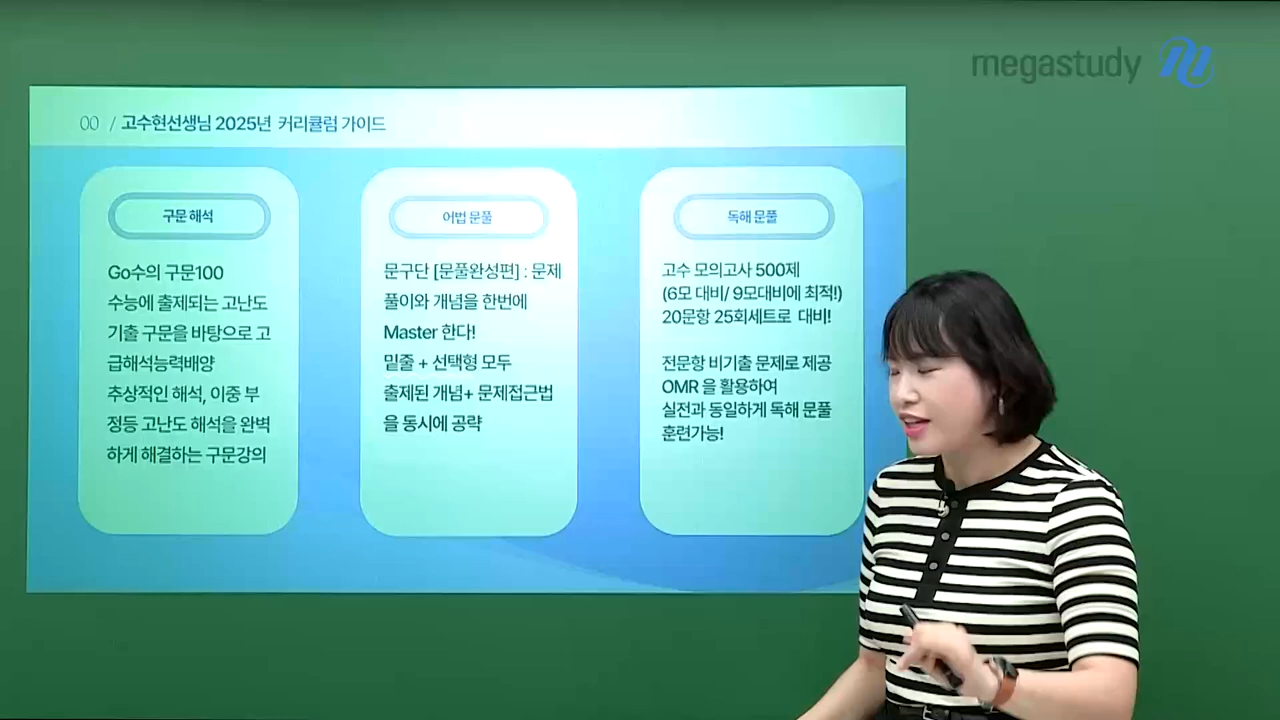 megastudy
00 / 고수현선생님 2025년 커리큘럼 가이드
구문 해석
Go수의 구문100
수능에 출제되는 고난도
기출 구문을 바탕으로 고
급해석능력배양
추상적인 해석, 이중 부
정등 고난도 해석을 완벽
하게 해결하는 구문강의
어법 문풀
문구단 [문풀완성편] : 문제
풀이와 개념을 한번에
Master 한다!
밑줄 + 선택형 모두
출제된 개념+ 문제접근법
을 동시에 공략
독해 문풀
고수 모의고사 500제
(6모 대비/ 9모대비에 최적!)
20문항 25회세트로 대비!
전문항 비기출 문제로 제공
OMR 을 활용하여
실전과 동일하게 독해 문풀
훈련가능!